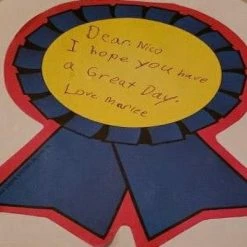 Dear Nico
I hope you have
a Great Day.
Love Marlee